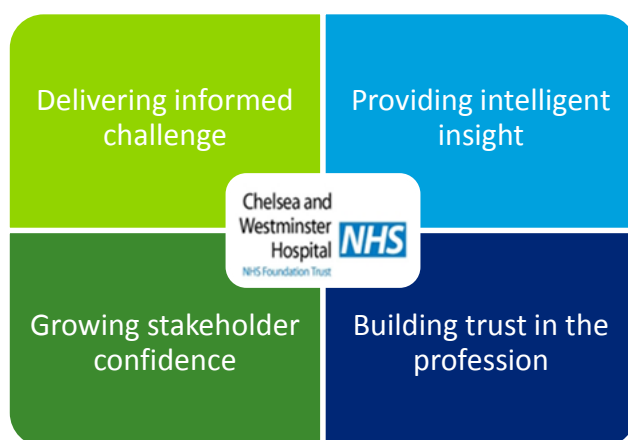 Delivering informed
challenge
Providing intelligent
insight
Chelsea and
Westminster
Hospital
NHS
NHS Foundation Trust
Growing stakeholder
confidence
Building trust in the
profession